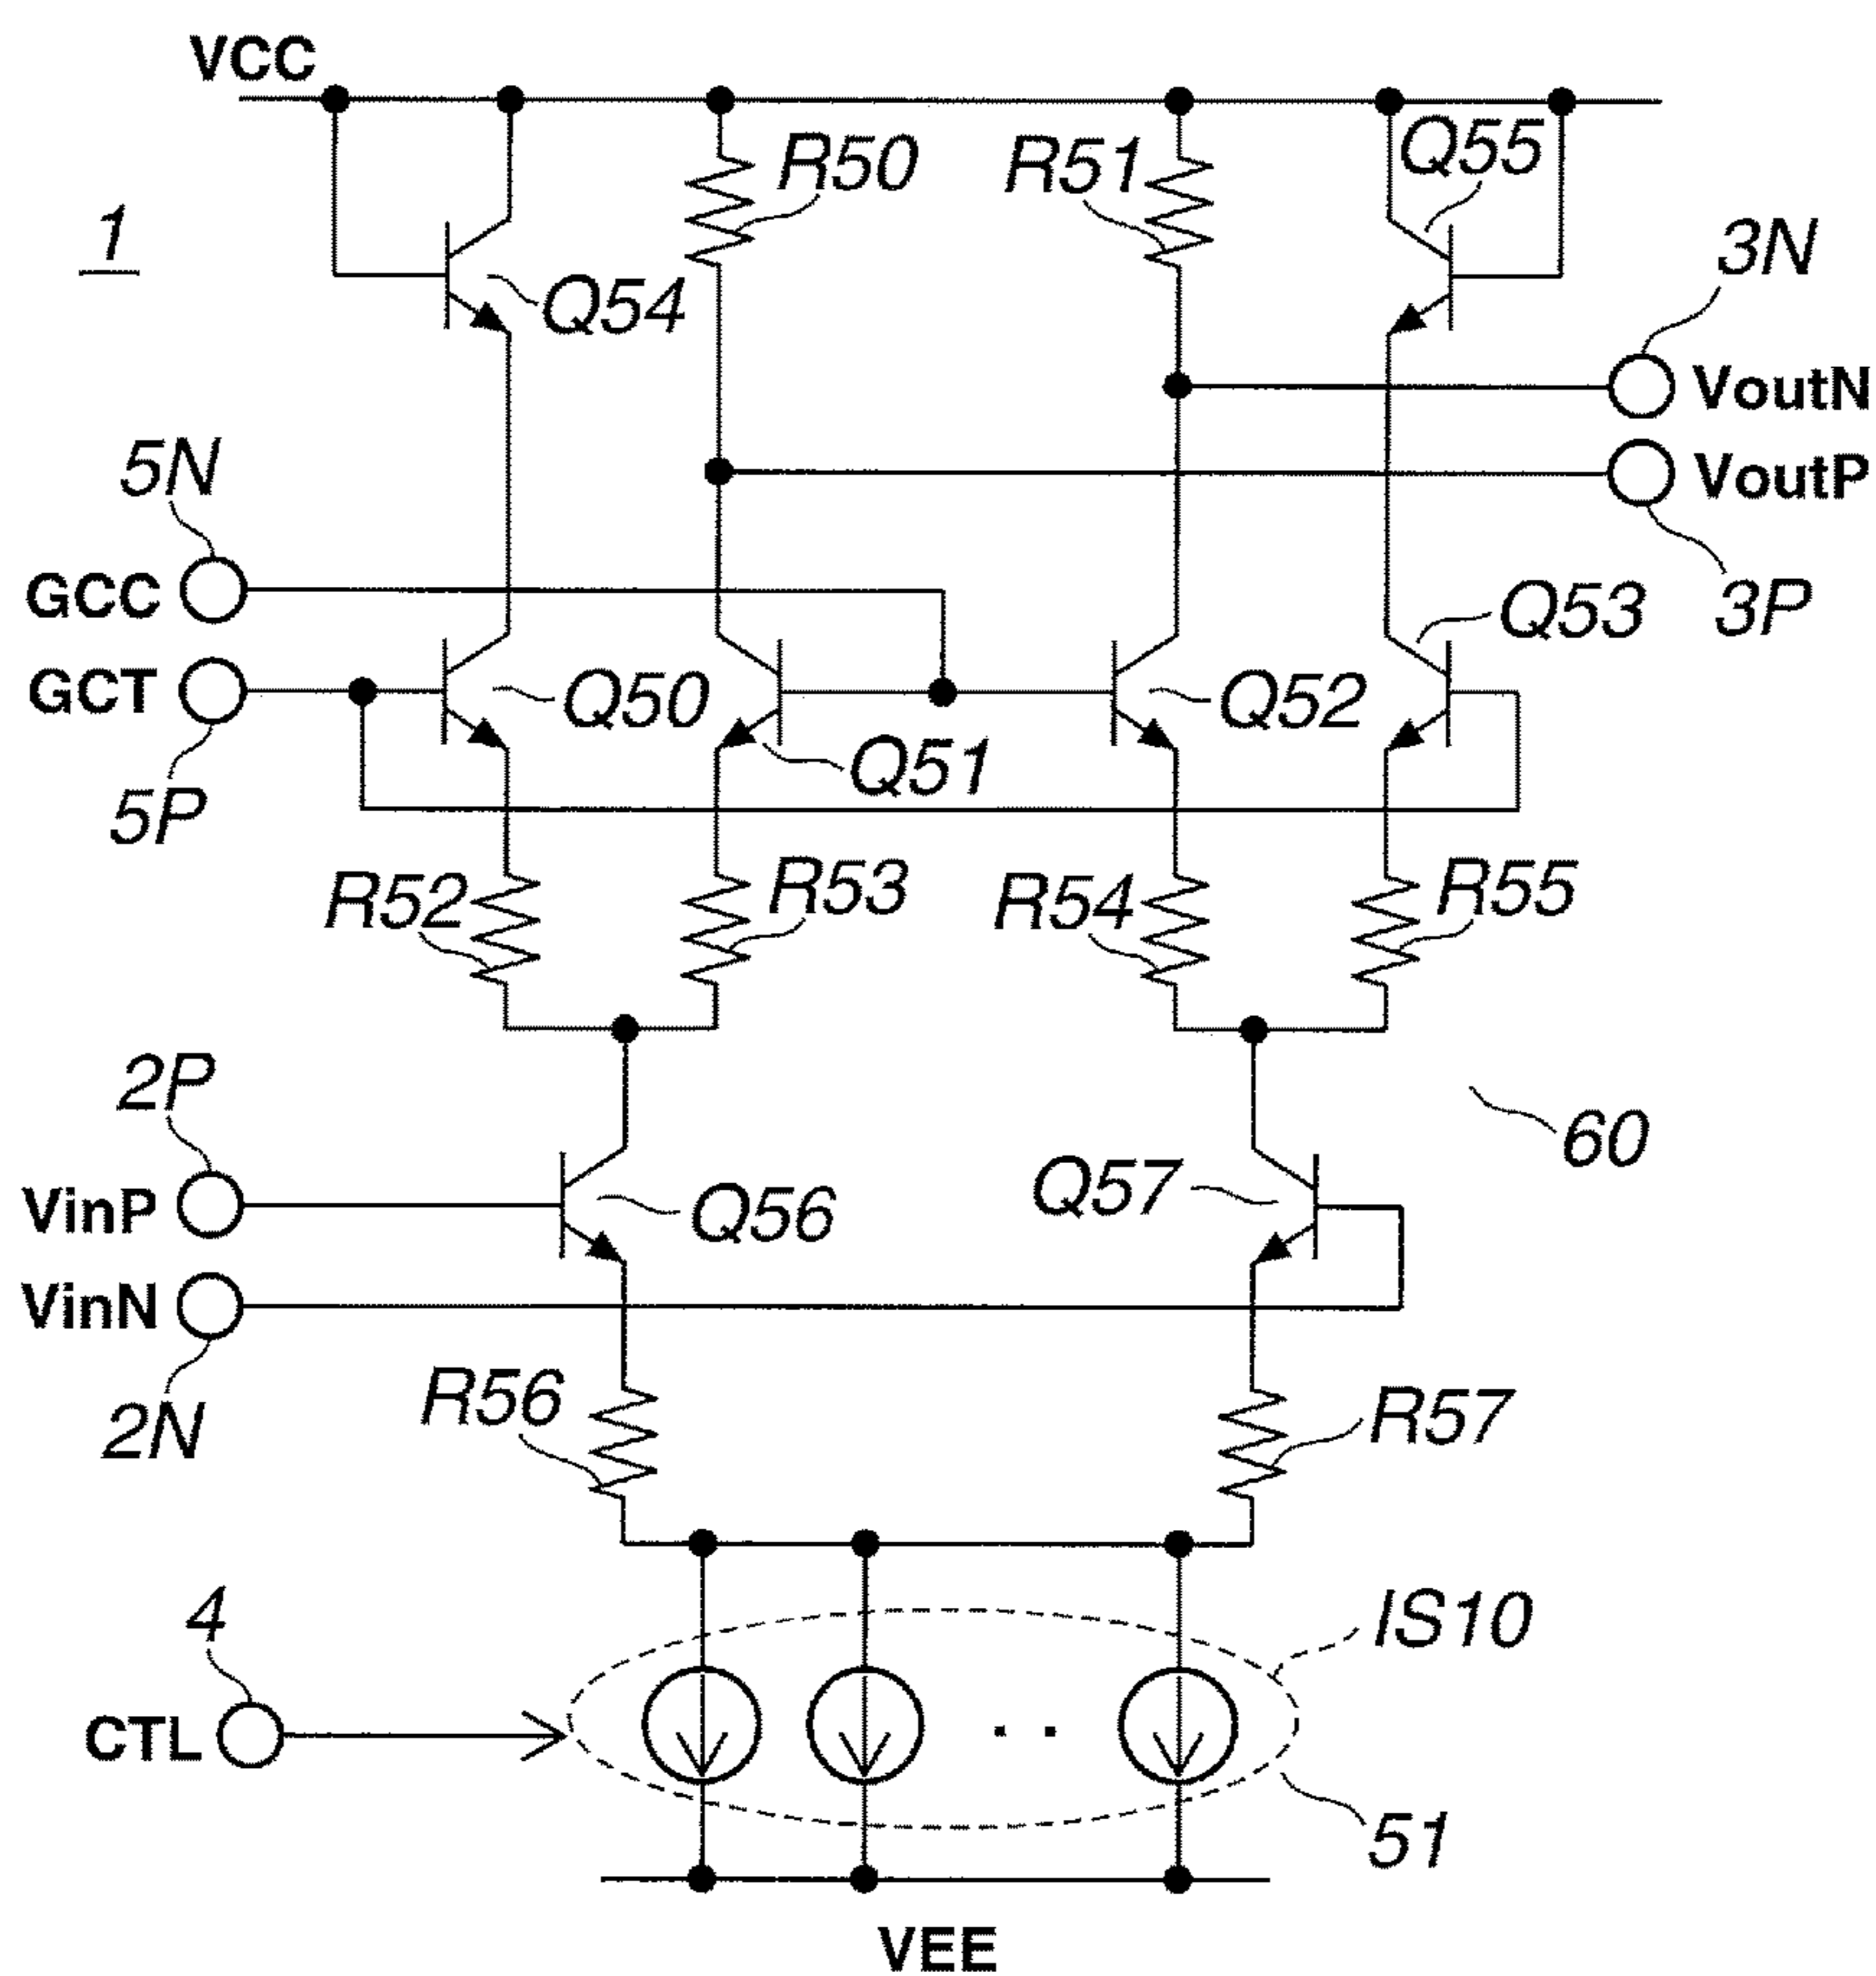 VCC
1
R50
R51
Q55
3N
Q54
VoutN
5N
VoutP
GCC
Q53
3P
GCT
Q50
Q52
Q51
5P
R52
R53
R54
R55
2P
60
VinP
Q56
Q57
VinN
R56
R57
2N
4
IS10
CTL
51
VEE